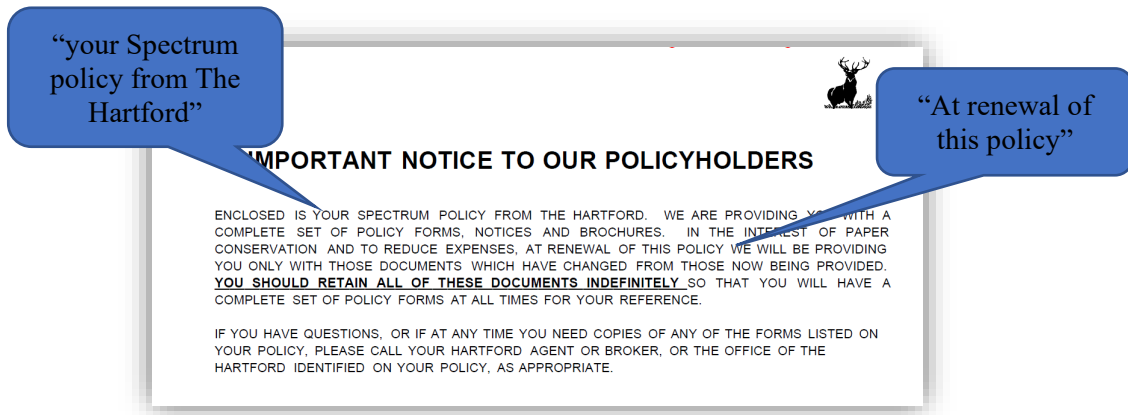 “your Spectrum
policy from The
Hartford”
“At renewal of
this policy”
IMPORTANT NOTICE TO OUR POLICYHOLDERS
ENCLOSED IS YOUR SPECTRUM POLICY FROM THE HARTFORD. WE ARE PROVIDING YOU WITH A
COMPLETE SET OF POLICY FORMS, NOTICES AND BROCHURES. IN THE INTEREST OF PAPER
CONSERVATION AND TO REDUCE EXPENSES, AT RENEWAL OF THIS POLICY WE WILL BE PROVIDING
YOU ONLY WITH THOSE DOCUMENTS WHICH HAVE CHANGED FROM THOSE NOW BEING PROVIDED.
YOU SHOULD RETAIN ALL OF THESE DOCUMENTS INDEFINITELY SO THAT YOU WILL HAVE A
COMPLETE SET OF POLICY FORMS AT ALL TIMES FOR YOUR REFERENCE.
IF YOU HAVE QUESTIONS, OR IF AT ANY TIME YOU NEED COPIES OF ANY OF THE FORMS LISTED ON
YOUR POLICY, PLEASE CALL YOUR HARTFORD AGENT OR BROKER, OR THE OFFICE OF THE
HARTFORD IDENTIFIED ON YOUR POLICY, AS APPROPRIATE.